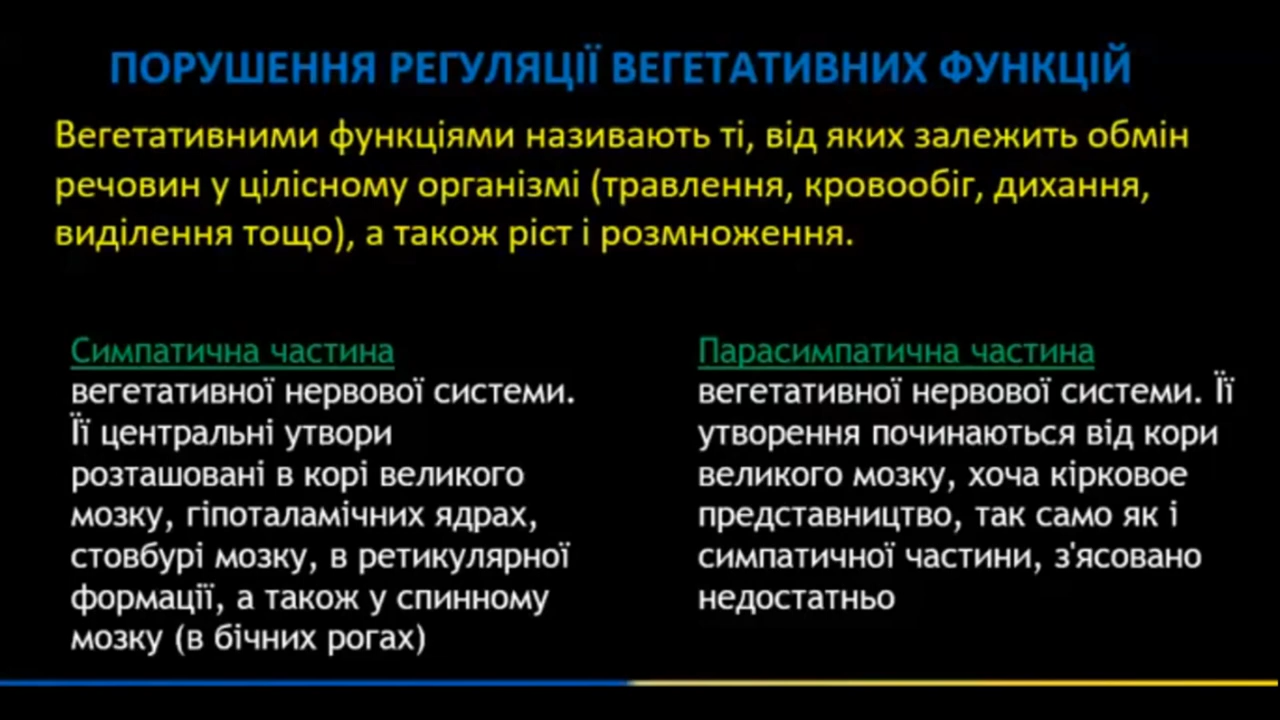 ПОРУШЕННЯ РЕГУЛЯЦІЇ ВЕГЕТАТИВНИХ ФУНКЦІЙ
Вегетативними функціями називають ті, від яких залежить обмін
речовин у цілісному організмі (травлення, кровообіг, дихання,
виділення тощо), а також ріст і розмноження.
Симпатична частина
вегетативної нервової системи.
Її центральні утвори
розташовані в корі великого
мозку, гіпоталамічних ядрах,
стовбурі мозку, в ретикулярної
формації, а також у спинному
мозку (в бічних рогах)
Парасимпатична частина
вегетативної нервової системи. Її
утворення починаються від кори
великого мозку, хоча кірковое
представництво, так само як і
симпатичної частини, з'ясовано
недостатньо